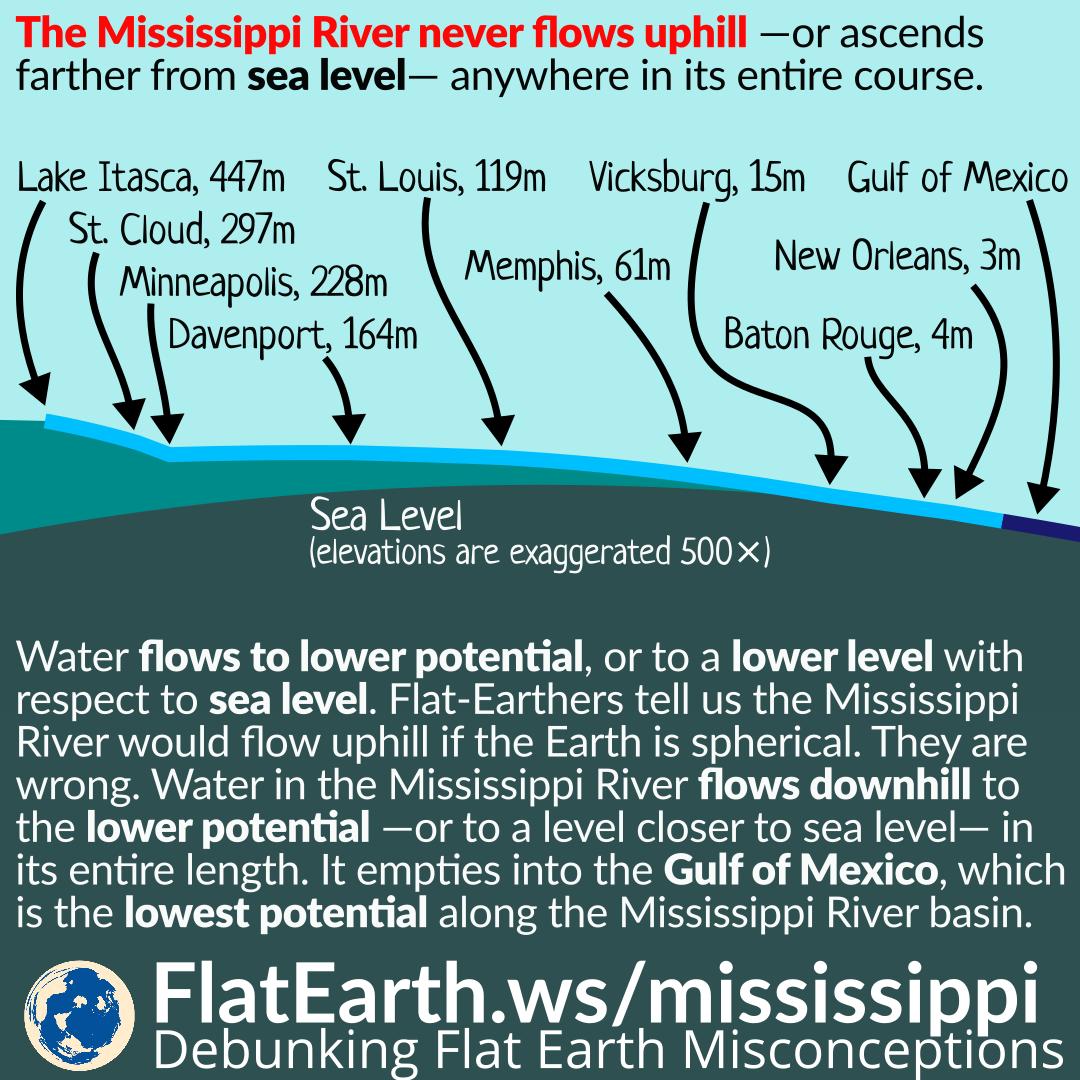 The Mississippi River never flows uphill —or ascends
farther from sea level— anywhere in its entire course.
Lake Itasca, 447m
St. Louis, 119m
Vicksburg, 15m
Gulf of Mexico
St. Cloud, 297m
Memphis, 61m
New Orleans, 3m
Minneapolis, 228m
Davenport, 164m
Baton Rouge, 4m
Sea Level
(elevations are exaggerated 500×)
Water flows to lower potential, or to a lower level with
respect to sea level. Flat-Earthers tell us the Mississippi
River would flow uphill if the Earth is spherical. They are
wrong. Water in the Mississippi River flows downhill to
the lower potential —or to a level closer to sea level— in
its entire length. It empties into the Gulf of Mexico, which
is the lowest potential along the Mississippi River basin.
FlatEarth.ws/mississippi
Debunking Flat Earth Misconceptions